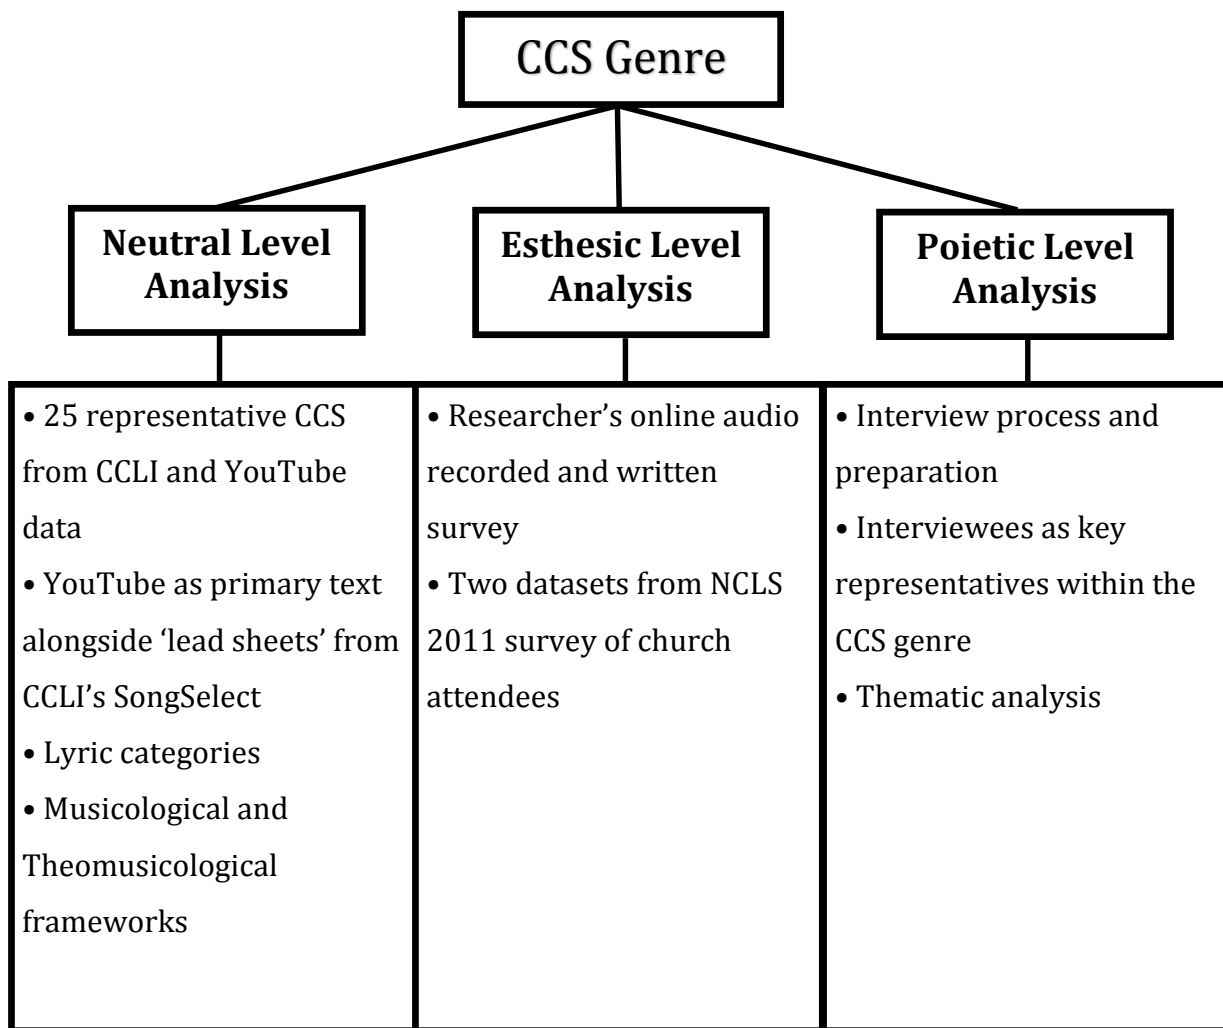 CCS Genre
Neutral Level
Analysis
Esthesic Level
Analysis
Poietic Level
Analysis
• 25 representative CCS
from CCLI and YouTube
data
• YouTube as primary text
alongside ‘lead sheets’ from
CCLI’s SongSelect
• Lyric categories
• Musicological and
Theomusicological
frameworks
• Researcher’s online audio
recorded and written
survey
• Two datasets from NCLS
2011 survey of church
attendees
• Interview process and
preparation
• Interviewees as key
representatives within the
CCS genre
• Thematic analysis